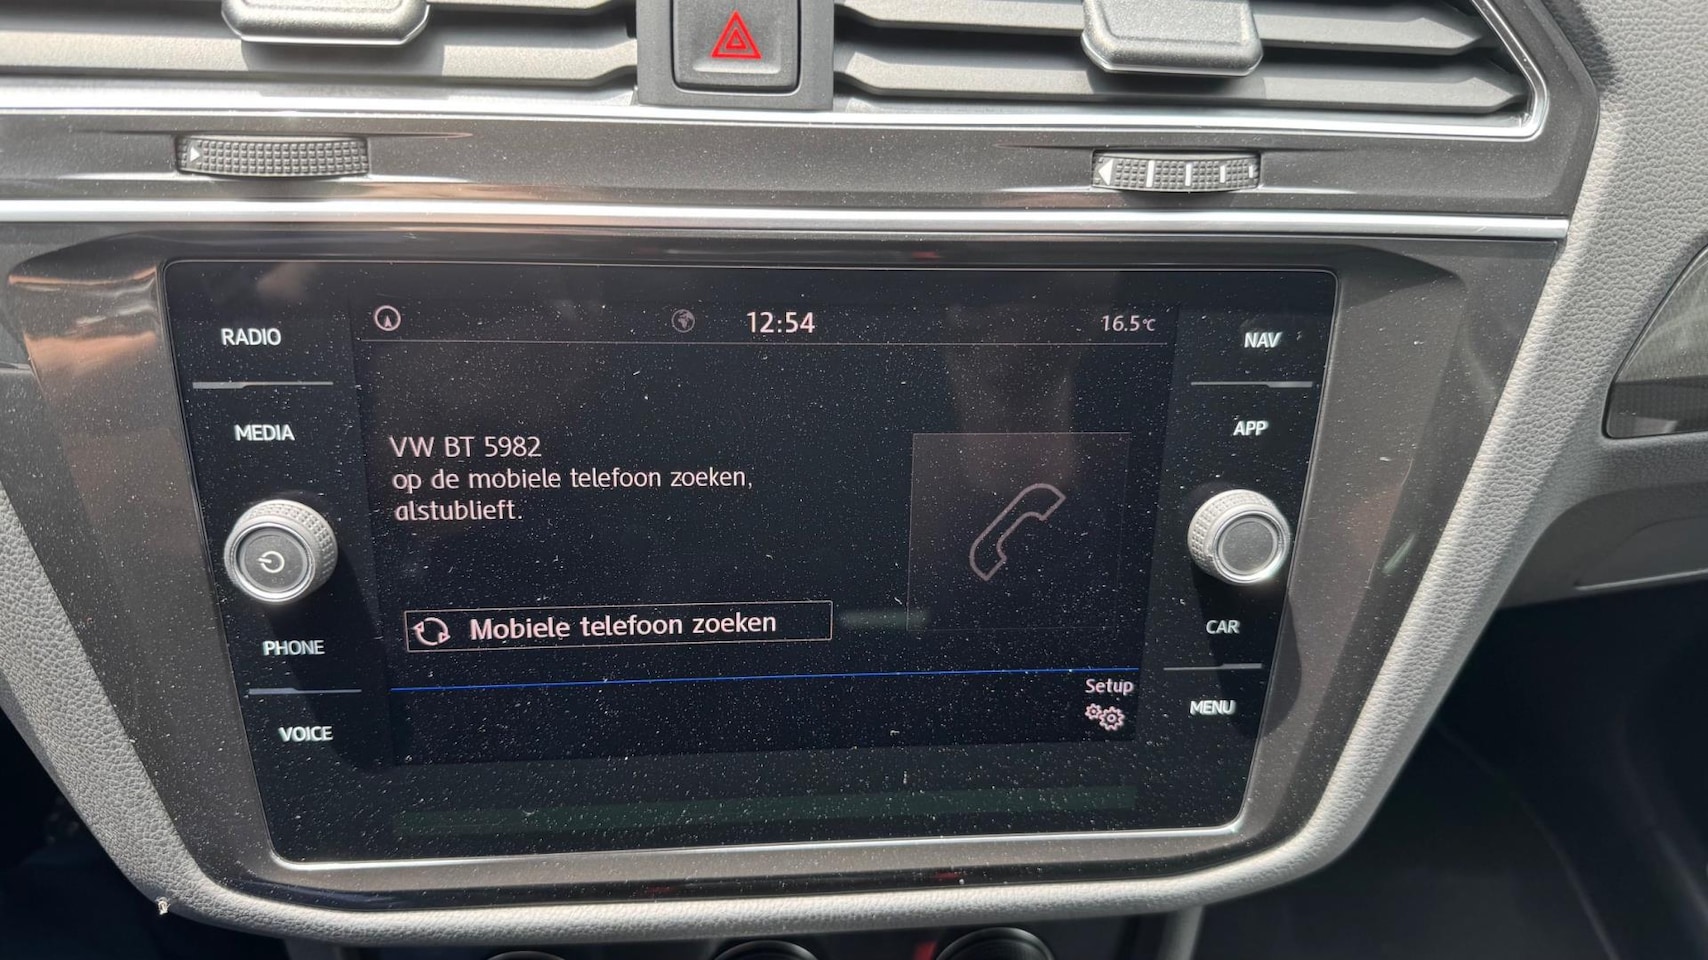 12:54
16.5°C
RADIO
MEDIA
PHONE
VOICE
VW BT 5982
op de mobiele telefoon zoeken,
alstublieft.
Mobiele telefoon zoeken
Setup
NAV
APP
CAR
MENU